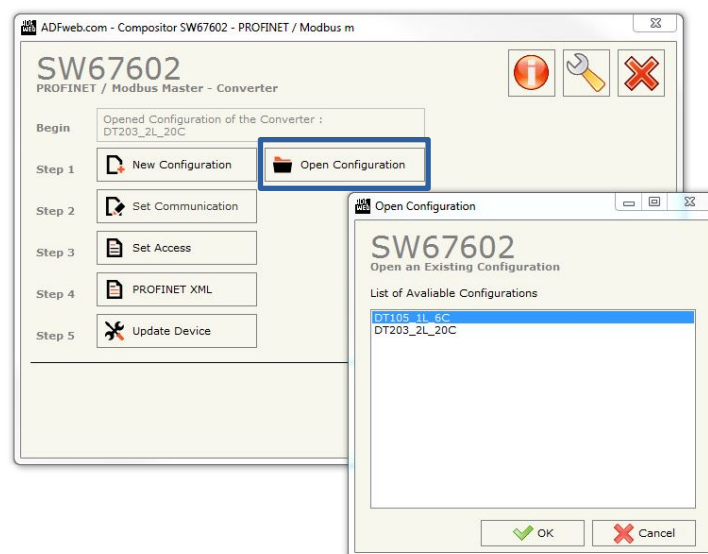 ADFweb.com - Compositor SW67602 - PROFINET / Modbus m
SW67602
PROFINET / Modbus Master - Converter
Begin
Opened Configuration of the Converter :
DT203_2L_20C
Step 1
New Configuration
Open Configuration
Step 2
Set Communication
Step 3
Set Access
Step 4
PROFINET XML
Step 5
Update Device
Open Configuration
SW67602
Open an Existing Configuration
List of Avaliable Configurations
DT105_1L_6C
DT203_2L_20C
OK
Cancel